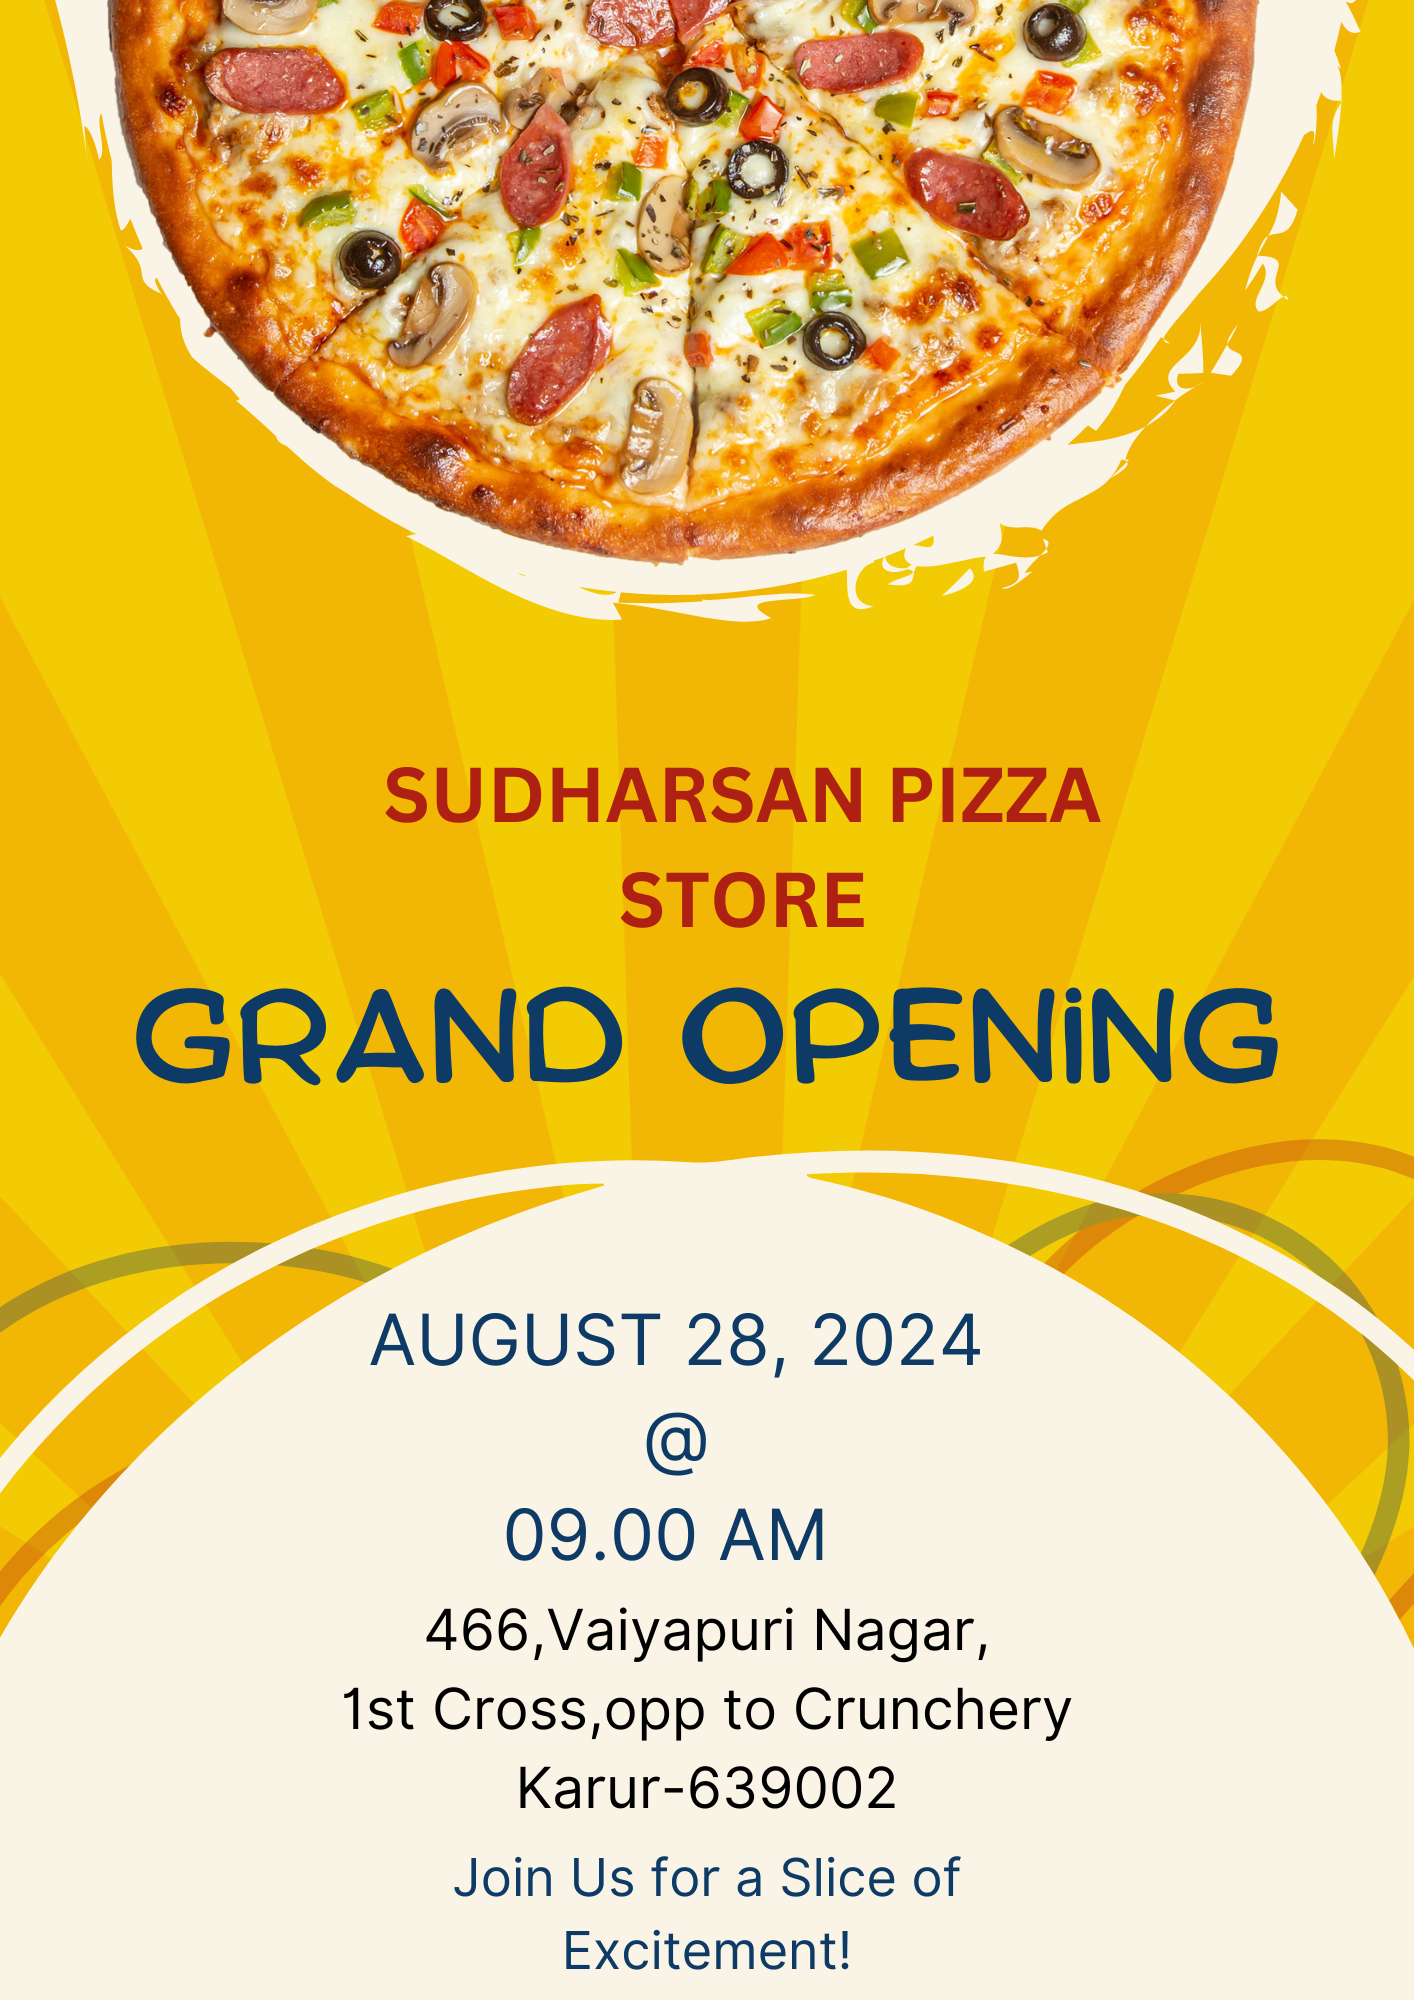 SUDHARSAN PIZZA
STORE
GRAND OPENiNG
AUGUST 28, 2024
@
09.00 AM
466,Vaiyapuri Nagar,
1st Cross,opp to Crunchery
Karur-639002
Join Us for a Slice of
Excitement!